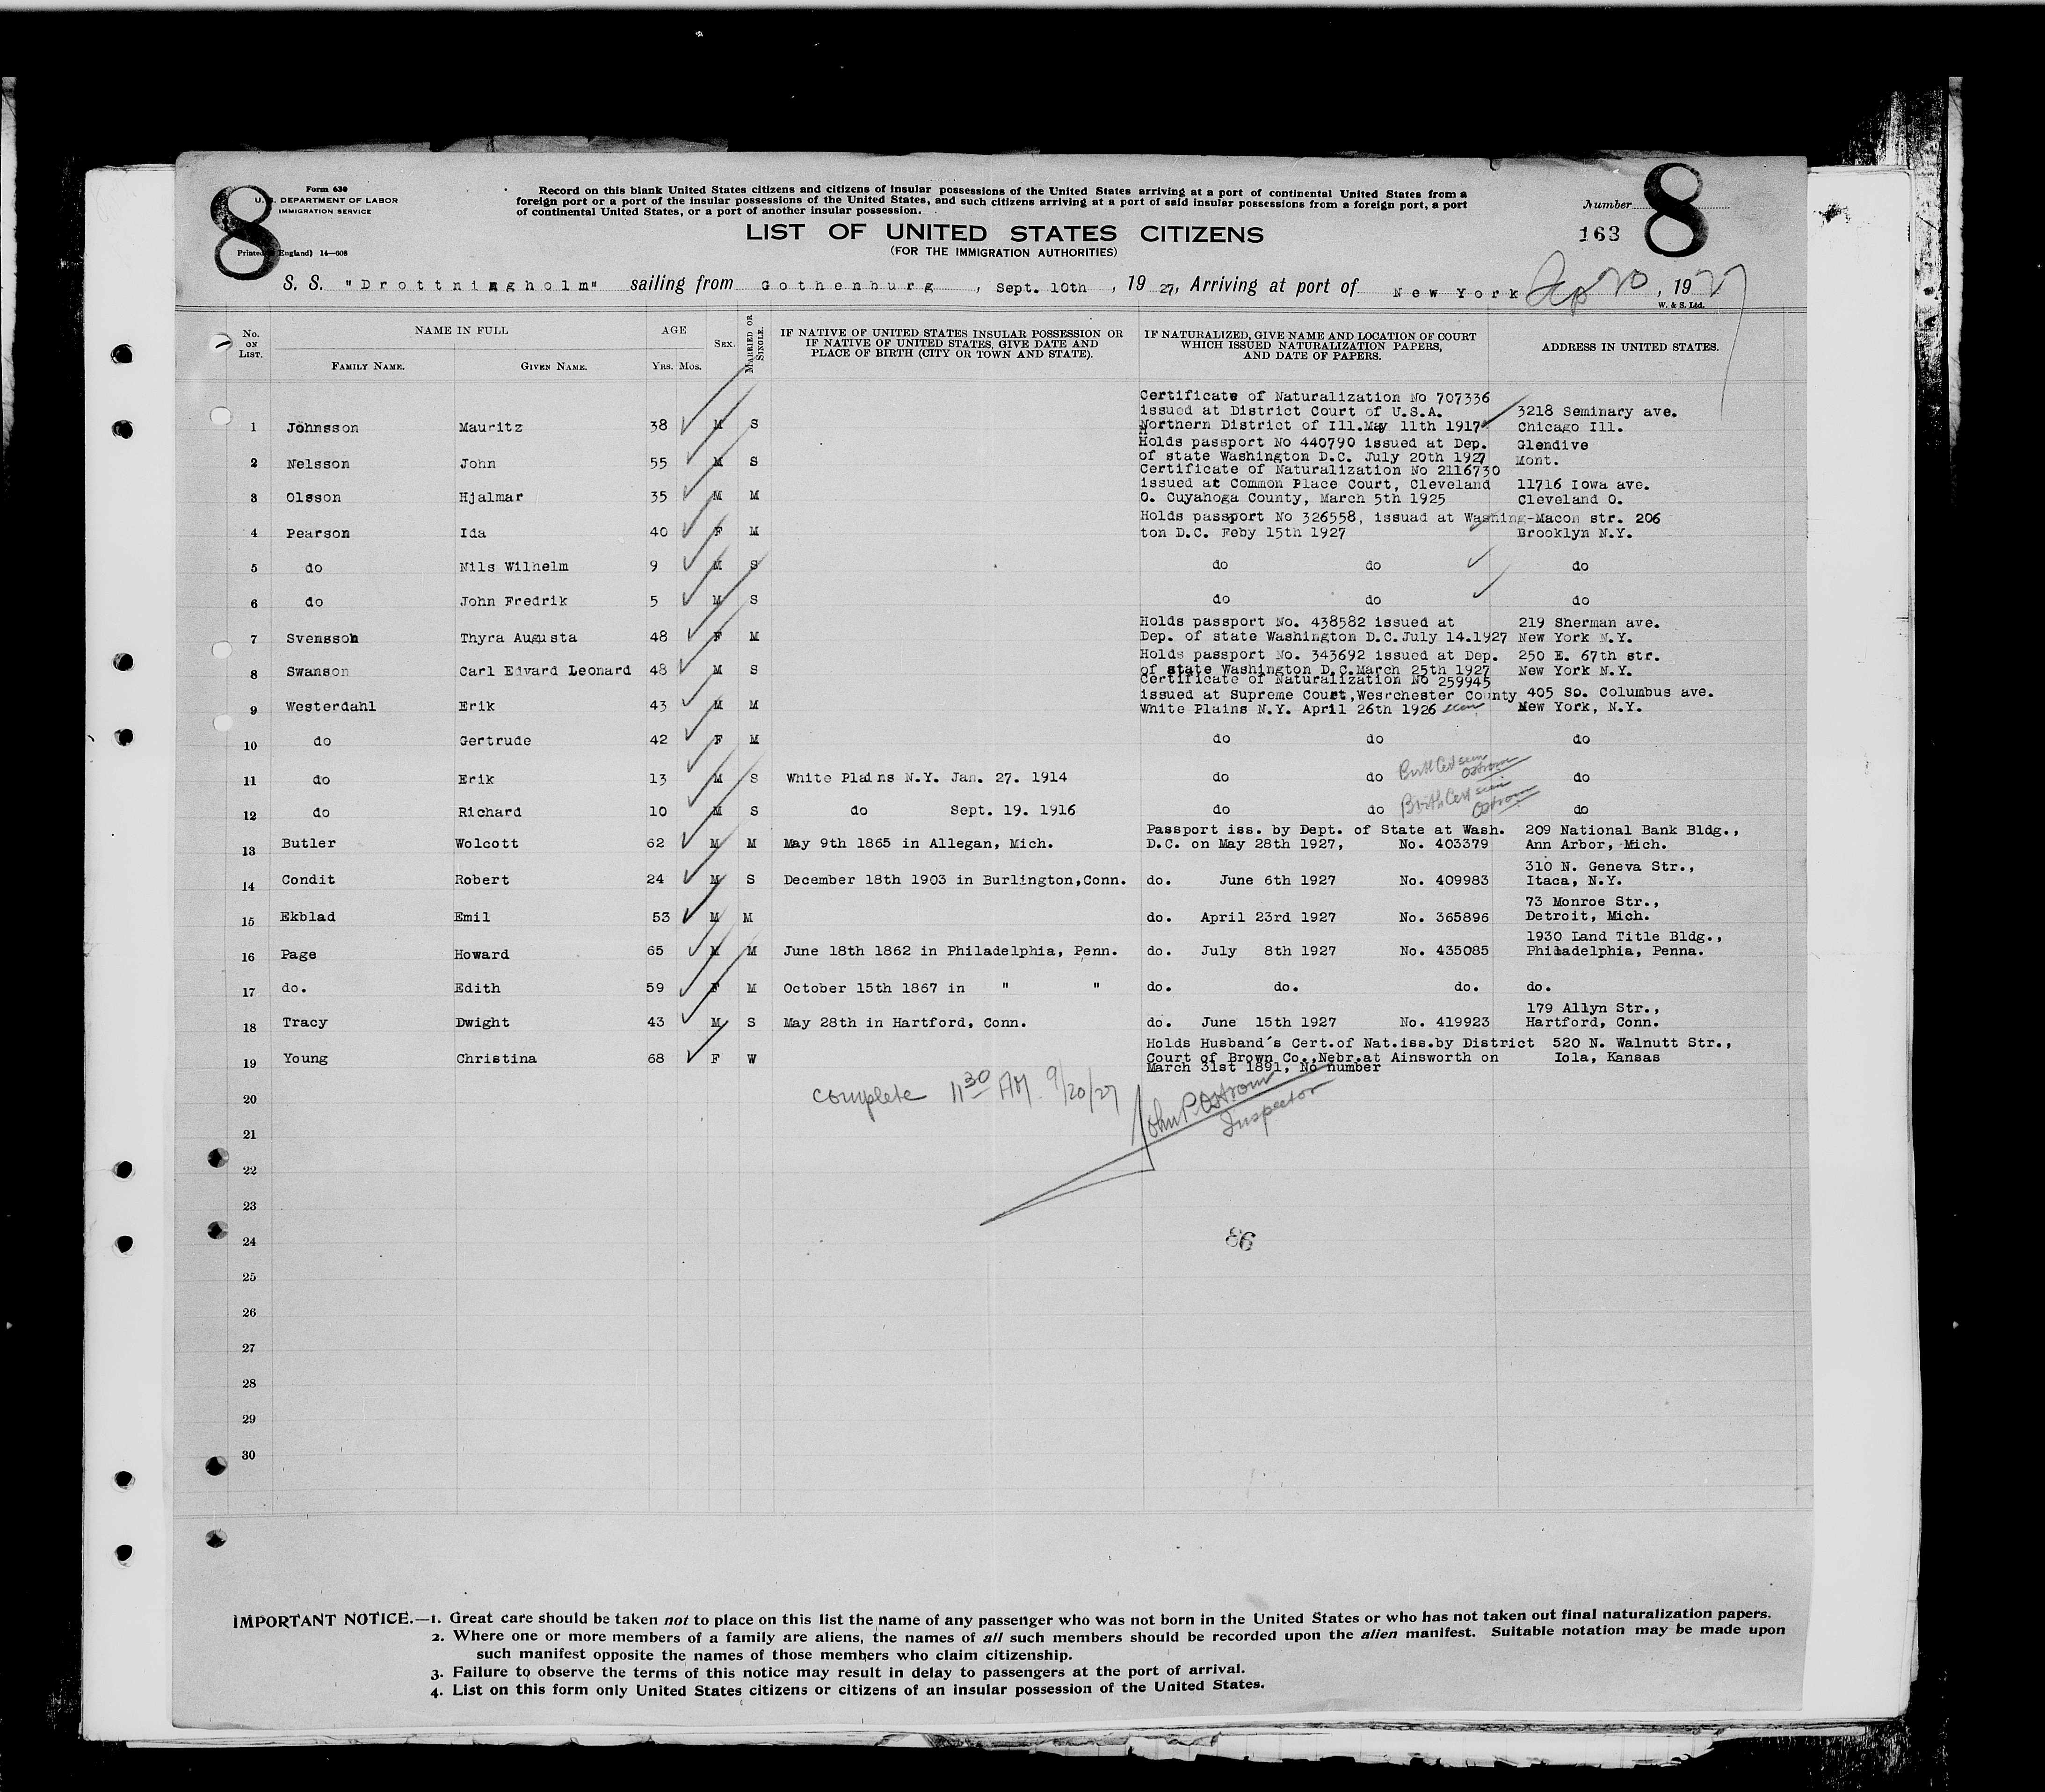 8
Form 630
U. S. DEPARTMENT OF LABOR
IMMIGRATION SERVICE
Printed England) 14—608
Record on this blank United States citizens and citizens of insular possessions of the United States arriving at a port of continental United States from a
foreign port or a port of the insular possessions of the United States, and such citizens arriving at a port of said insular possessions from a foreign port, a port
of continental United States, or a port of another insular possession.
Number
8
163
LIST OF UNITED STATES CITIZENS
(FOR THE IMMIGRATION AUTHORITIES)
S. S. "Drottningholm" sailing from Gothenburg, Sept. 10th, 1927, Arriving at port of New York Sep 20, 1927
W. & S. Ltd.
No. ON LIST. NAME IN FULL FAMILY NAME. GIVEN NAME. AGE YRS. MOS. SEX. MARRIED OR SINGLE. IF NATIVE OF UNITED STATES INSULAR POSSESSION OR IF NATIVE OF UNITED STATES, GIVE DATE AND PLACE OF BIRTH (CITY OR TOWN AND STATE). IF NATURALIZED, GIVE NAME AND LOCATION OF COURT WHICH ISSUED NATURALIZATION PAPERS, AND DATE OF PAPERS. ADDRESS IN UNITED STATES.
Certificate of Naturalization No 707336
issued at District Court of U.S.A. 3218 Seminary ave.
1 Johnsson Mauritz 38 M S Northern District of Ill.May 11th 1917 Chicago Ill.
Holds passport No 440790 issued at Dep. Glendive
2 Nelsson John 55 M S of state Washington D.C. July 20th 1927 Mont.
Certificate of Naturalization No 2116730
issued at Common Place Court, Cleveland 11716 Iowa ave.
3 Olsson Hjalmar 35 M M O. Cuyahoga County, March 5th 1925 Cleveland O.
Holds passport No 326558, issuad at Washing-Macon str. 206
4 Pearson Ida 40 F M ton D.C. Feby 15th 1927 Brooklyn N.Y.
5 do Nils Wilhelm 9 M S do do do
6 do John Fredrik 5 M S do do do
Holds passport No. 438582 issued at 219 Sherman ave.
7 Svensson Thyra Augusta 48 F M Dep. of state Washington D.C.July 14.1927 New York N.Y.
Holds passport No. 343692 issued at Dep. 250 E. 67th str.
8 Swanson Carl Edvard Leonard 48 M S of state Washington D.C.March 25th 1927 New York N.Y.
Certificate of Naturalization No 259945
issued at Supreme Court,Wesrchester County 405 So. Columbus ave.
9 Westerdahl Erik 43 M M White Plains N.Y. April 26th 1926 seen New York, N.Y.
10 do Gertrude 42 F M do do do
11 do Erik 13 M S White Plains N.Y. Jan. 27. 1914 do do Birth Cert seen Ostrom do
12 do Richard 10 M S do Sept. 19. 1916 do do Birth Cert seen Ostrom do
Passport iss. by Dept. of State at Wash. 209 National Bank Bldg.,
13 Butler Wolcott 62 M M May 9th 1865 in Allegan, Mich. D.C. on May 28th 1927, No. 403379 Ann Arbor, Mich.
310 N. Geneva Str.,
14 Condit Robert 24 M S December 18th 1903 in Burlington,Conn. do. June 6th 1927 No. 409983 Itaca, N.Y.
73 Monroe Str.,
15 Ekblad Emil 53 M M do. April 23rd 1927 No. 365896 Detroit, Mich.
1930 Land Title Bldg.,
16 Page Howard 65 M M June 18th 1862 in Philadelphia, Penn. do. July 8th 1927 No. 435085 Philadelphia, Penna.
17 do. Edith 59 F M October 15th 1867 in " " do. do. do. do.
179 Allyn Str.,
18 Tracy Dwight 43 M S May 28th in Hartford, Conn. do. June 15th 1927 No. 419923 Hartford, Conn.
Holds Husband's Cert.of Nat.iss.by District 520 N. Walnutt Str.,
19 Young Christina 68 F W Court of Brown Co.,Nebr.at Ainsworth on Iola, Kansas
March 31st 1891, No number
20 complete 11 30 AM 9/20/27 John P. Ostrom
Inspector
21
22
23
24
93
25
26
27
28
29
30
IMPORTANT NOTICE.—1. Great care should be taken not to place on this list the name of any passenger who was not born in the United States or who has not taken out final naturalization papers.
2. Where one or more members of a family are aliens, the names of all such members should be recorded upon the alien manifest. Suitable notation may be made upon
such manifest opposite the names of those members who claim citizenship.
3. Failure to observe the terms of this notice may result in delay to passengers at the port of arrival.
4. List on this form only United States citizens or citizens of an insular possession of the United States.